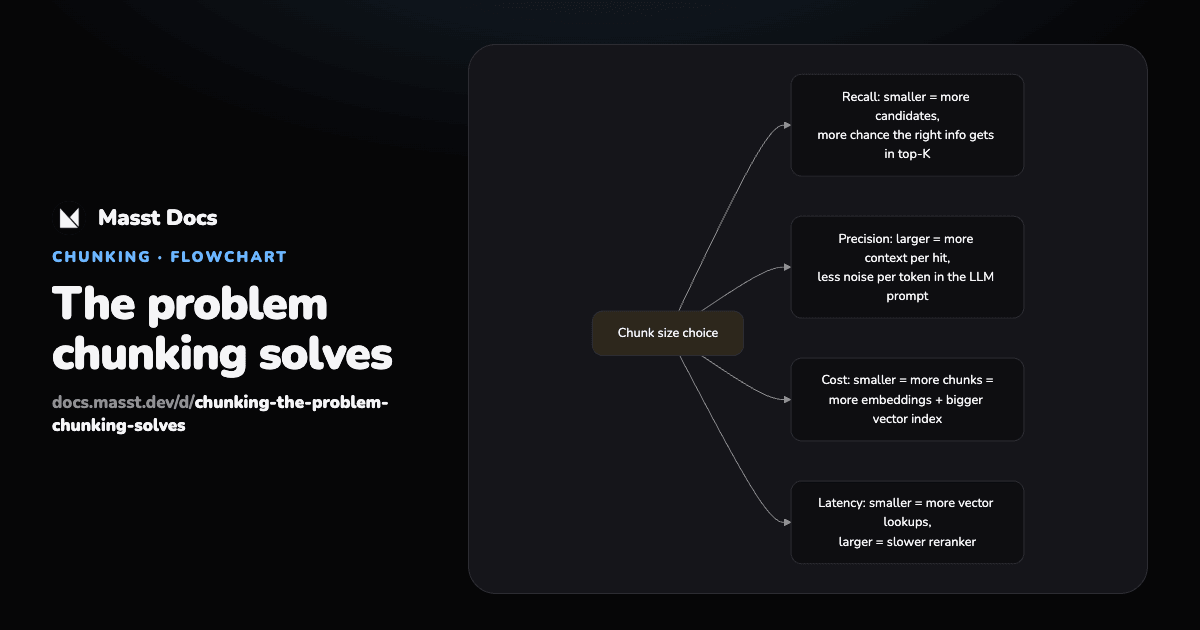 Masst Docs
CHUNKING · FLOWCHART
The problem
chunking solves
docs.masst.dev/d/chunking-the-problem-
chunking-solves
Chunk size choice
Recall: smaller = more
candidates,
more chance the right info gets
in top-K
Precision: larger = more
context per hit,
less noise per token in the LLM
prompt
Cost: smaller = more chunks =
more embeddings + bigger
vector index
Latency: smaller = more vector
lookups,
larger = slower reranker